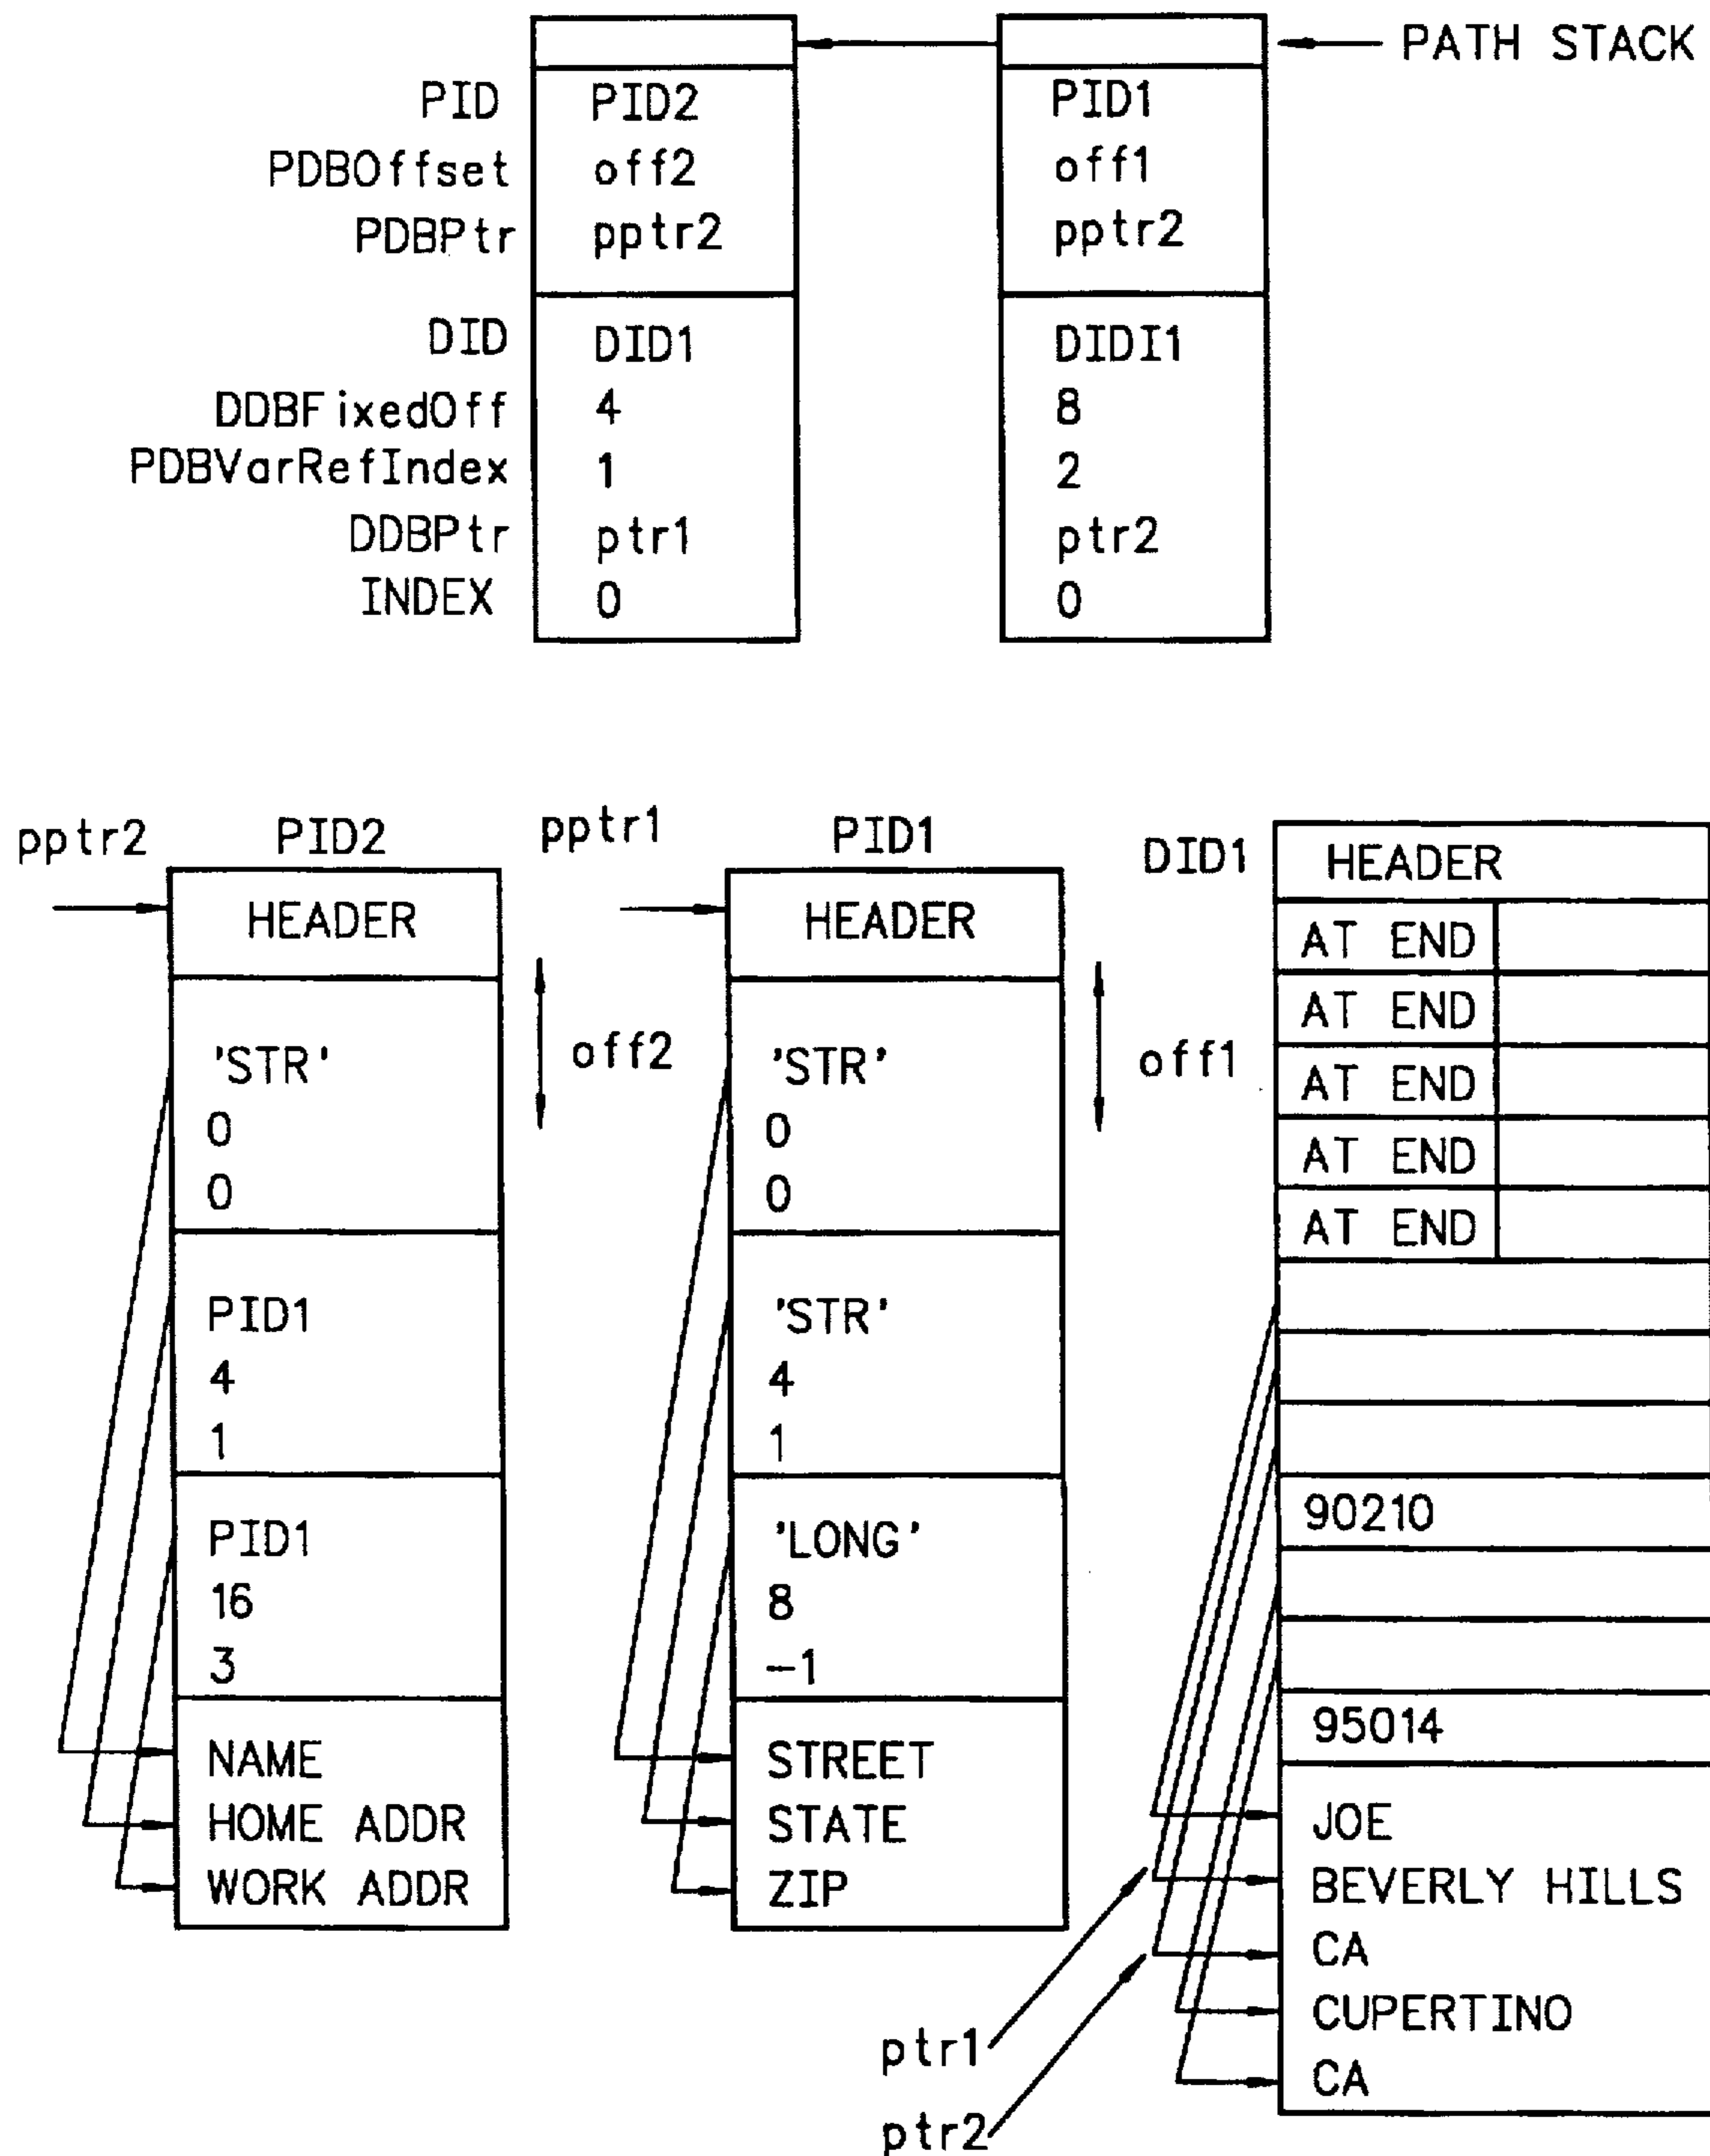 PATH STACK
PID PID2 PID1
PDBOffset off2 off1
PDBPtr pptr2 pptr2
DID DID1 DIDI1
DDBFixedOff 4 8
PDBVarRefIndex 1 2
DDBPtr ptr1 ptr2
INDEX 0 0
pptr2 PID2
HEADER
off2
'STR'
0
0
PID1
4
1
PID1
16
3
NAME
HOME ADDR
WORK ADDR
pptr1 PID1
HEADER
off1
'STR'
0
0
'STR'
4
1
'LONG'
8
-1
STREET
STATE
ZIP
DID1 HEADER
AT END
AT END
AT END
AT END
AT END
90210
95014
JOE
BEVERLY HILLS
CA
CUPERTINO
CA
ptr1
ptr2